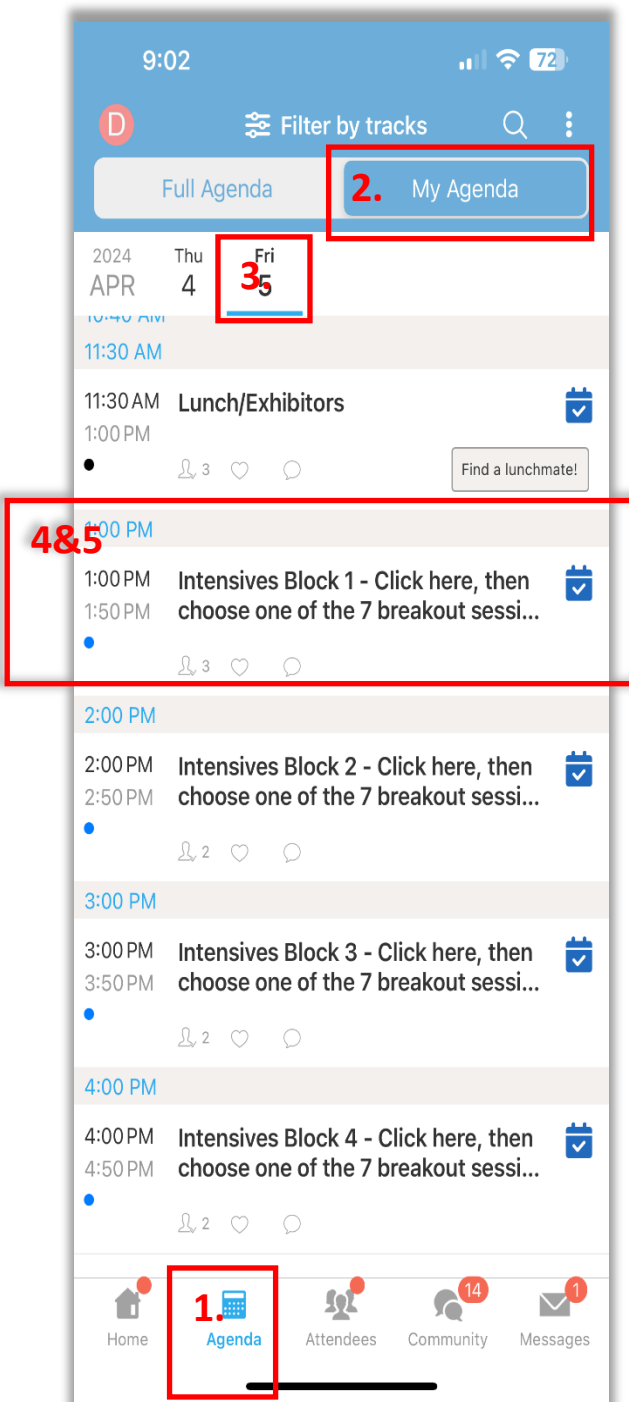 9:02
72
D
Filter by tracks
Full Agenda
2. My Agenda
2024 APR
Thu 4
Fri 5
3.
10:40 AM
11:30 AM
11:30 AM Lunch/Exhibitors
1:00 PM
3
Find a lunchmate!
4&5
1:00 PM
1:00 PM Intensives Block 1 - Click here, then
1:50 PM choose one of the 7 breakout sessi...
3
2:00 PM
2:00 PM Intensives Block 2 - Click here, then
2:50 PM choose one of the 7 breakout sessi...
2
3:00 PM
3:00 PM Intensives Block 3 - Click here, then
3:50 PM choose one of the 7 breakout sessi...
2
4:00 PM
4:00 PM Intensives Block 4 - Click here, then
4:50 PM choose one of the 7 breakout sessi...
2
1.
14
1
Home Agenda Attendees Community Messages